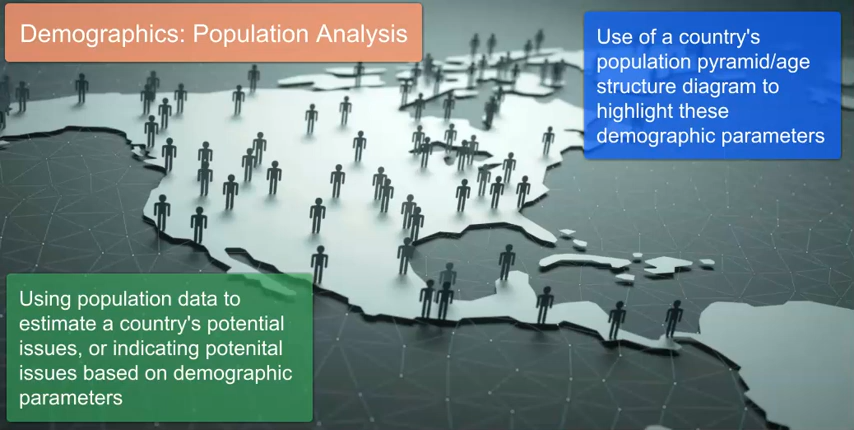 Demographics: Population Analysis
Use of a country's
population pyramid/age
structure diagram to
highlight these
demographic parameters
Using population data to
estimate a country's potential
issues, or indicating potenital
issues based on demographic
parameters